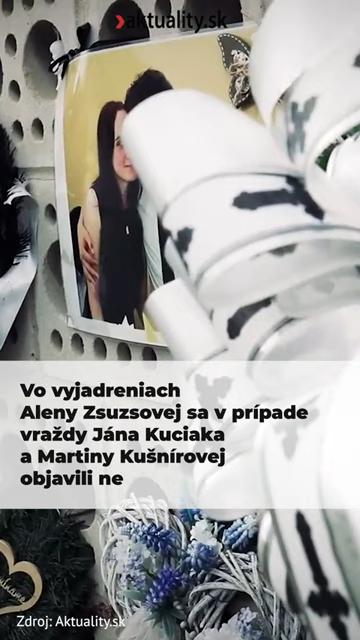 aktuality.sk
Vo vyjadreniach
Aleny Zsuzsovej sa v prípade
vraždy Jána Kuciaka
a Martiny Kušnírovej
objavili ne
Zdroj: Aktuality.sk